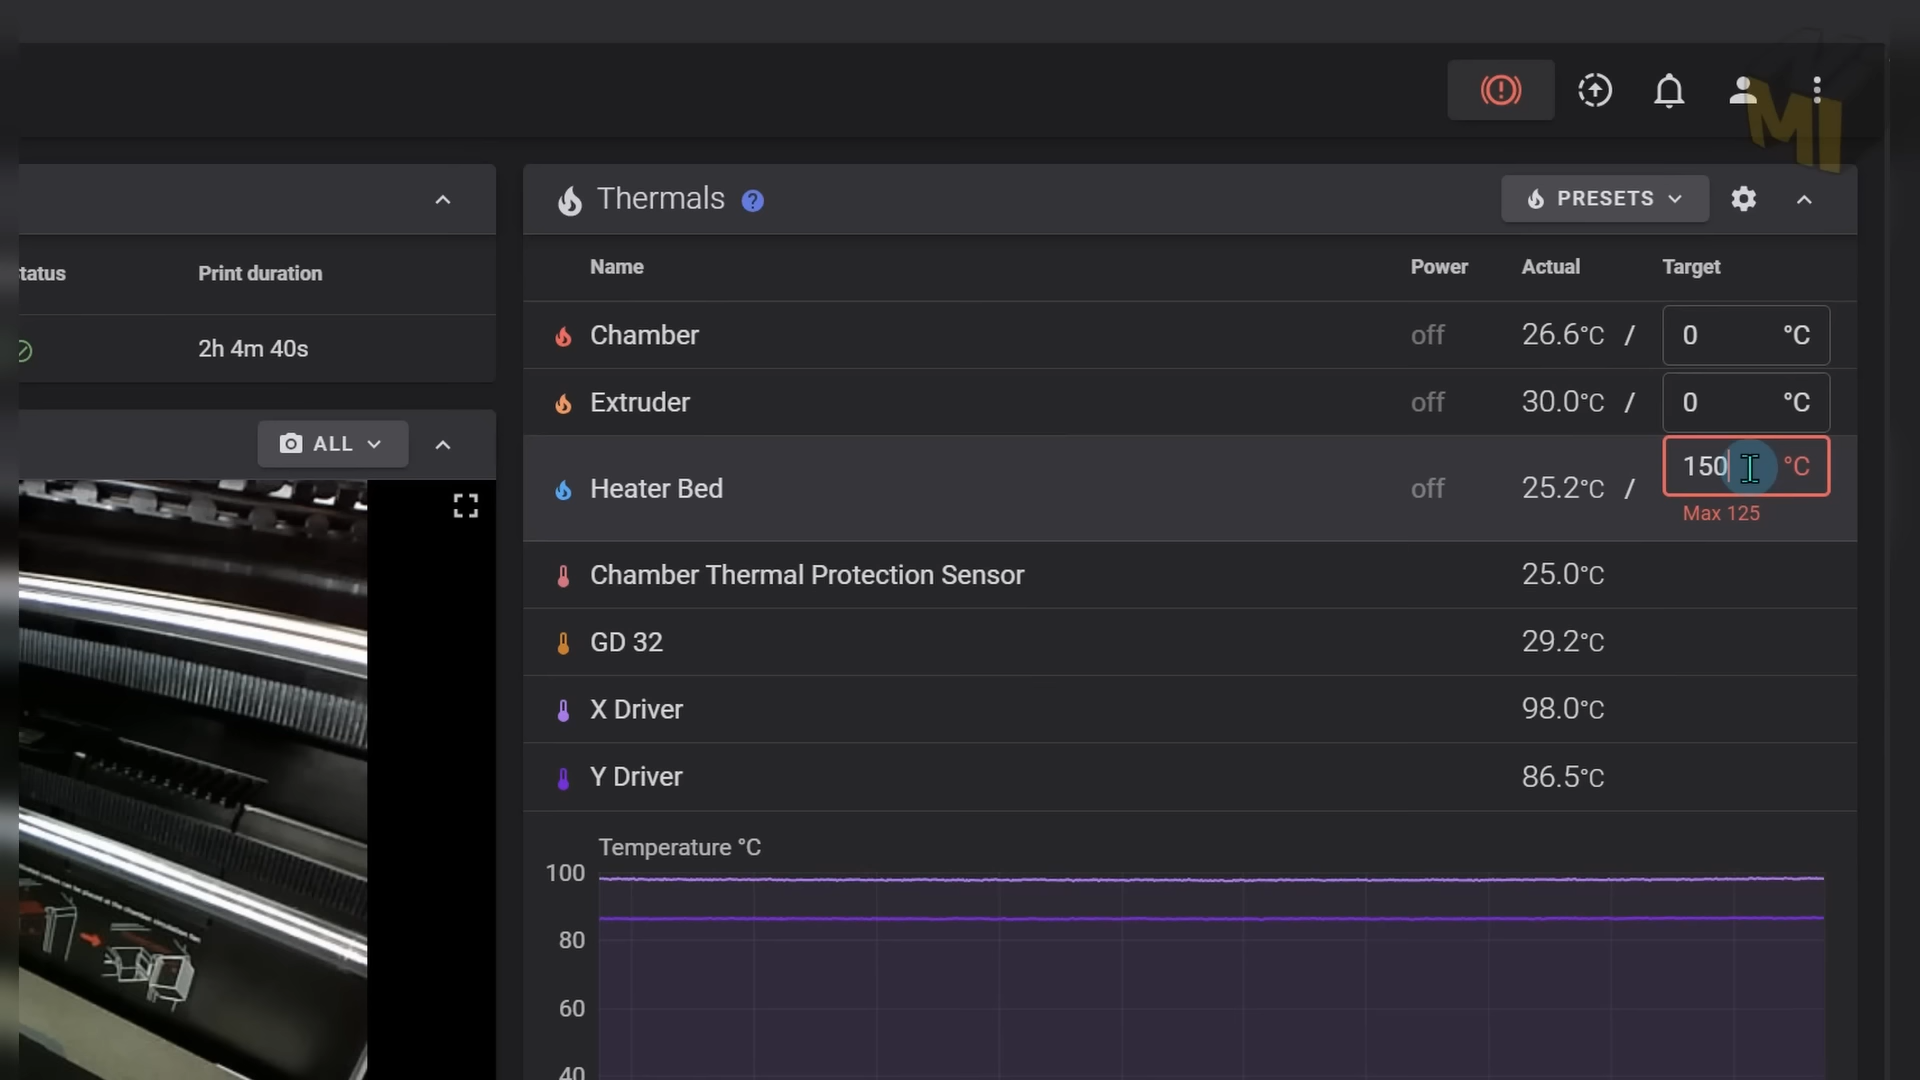 MI
Thermals ?
PRESETS
tatus
Print duration
2h 4m 40s
ALL
Name Power Actual Target
Chamber off 26.6°C / 0 °C
Extruder off 30.0°C / 0 °C
Heater Bed off 25.2°C / 150 °C
Max 125
Chamber Thermal Protection Sensor 25.0°C
GD 32 29.2°C
X Driver 98.0°C
Y Driver 86.5°C
Temperature °C
100
80
60
40